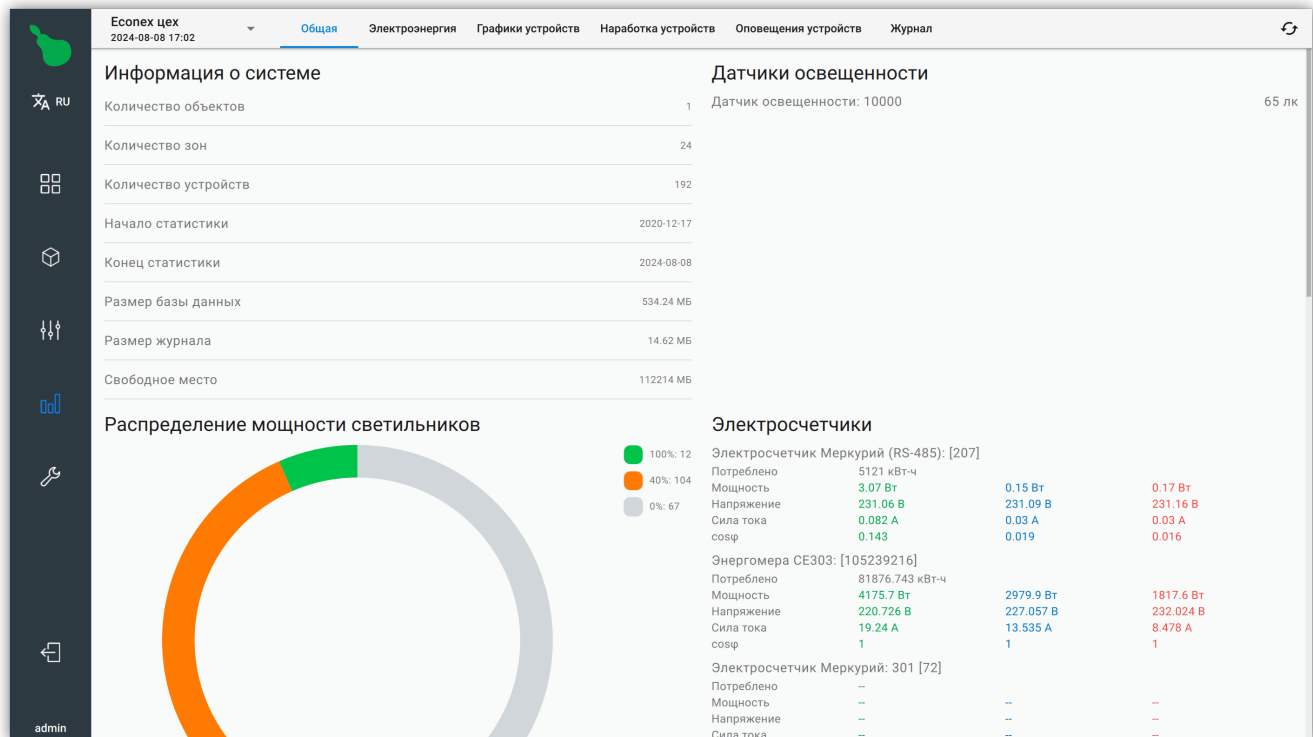 Econex цех
2024-08-08 17:02
Общая Электроэнергия Графики устройств Наработка устройств Оповещения устройств Журнал
RU
admin
Информация о системе
Количество объектов 1
Количество зон 24
Количество устройств 192
Начало статистики 2020-12-17
Конец статистики 2024-08-08
Размер базы данных 534.24 МБ
Размер журнала 14.62 МБ
Свободное место 112214 МБ
Датчики освещенности
Датчик освещенности: 10000 65 лк
Распределение мощности светильников
100%: 12
40%: 104
0%: 67
Электросчетчики
Электросчетчик Меркурий (RS-485): [207]
Потреблено 5121 кВт-ч
Мощность 3.07 Вт 0.15 Вт 0.17 Вт
Напряжение 231.06 В 231.09 В 231.16 В
Сила тока 0.082 А 0.03 А 0.03 А
cosφ 0.143 0.019 0.016
Энергомера CE303: [105239216]
Потреблено 81876.743 кВт-ч
Мощность 4175.7 Вт 2979.9 Вт 1817.6 Вт
Напряжение 220.726 В 227.057 В 232.024 В
Сила тока 19.24 А 13.535 А 8.478 А
cosφ 1 1 1
Электросчетчик Меркурий: 301 [72]
Потреблено --
Мощность -- -- --
Напряжение -- -- --
Сила тока -- -- --